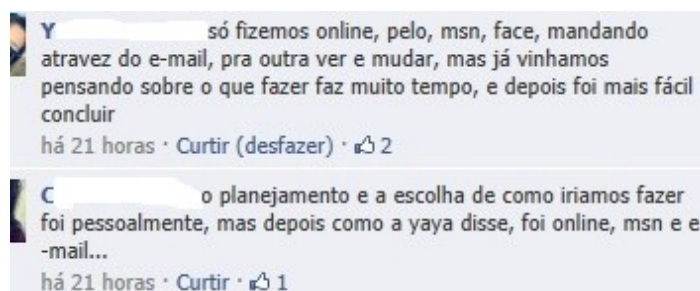 Y só fizemos online, pelo, msn, face, mandando
atravez do e-mail, pra outra ver e mudar, mas já vinhamos
pensando sobre o que fazer faz muito tempo, e depois foi mais fácil
concluir
há 21 horas · Curtir (desfazer) · 2
C o planejamento e a escolha de como iriamos fazer
foi pessoalmente, mas depois como a yaya disse, foi online, msn e e
-mail...
há 21 horas · Curtir · 1